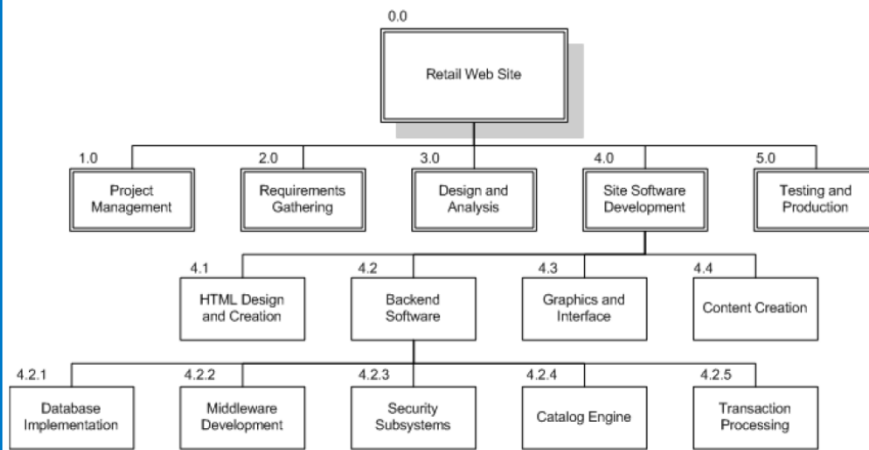 0.0
Retail Web Site
1.0
2.0
3.0
4.0
5.0
Project
Management
Requirements
Gathering
Design and
Analysis
Site Software
Development
Testing and
Production
4.1
4.2
4.3
4.4
HTML Design
and Creation
Backend
Software
Graphics and
Interface
Content Creation
4.2.1
4.2.2
4.2.3
4.2.4
4.2.5
Database
Implementation
Middleware
Development
Security
Subsystems
Catalog Engine
Transaction
Processing